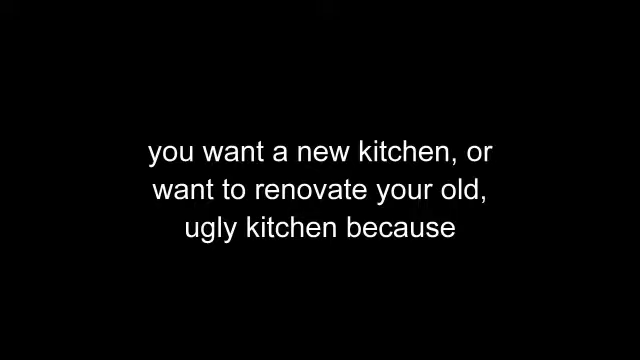 you want a new kitchen, or
want to renovate your old,
ugly kitchen because